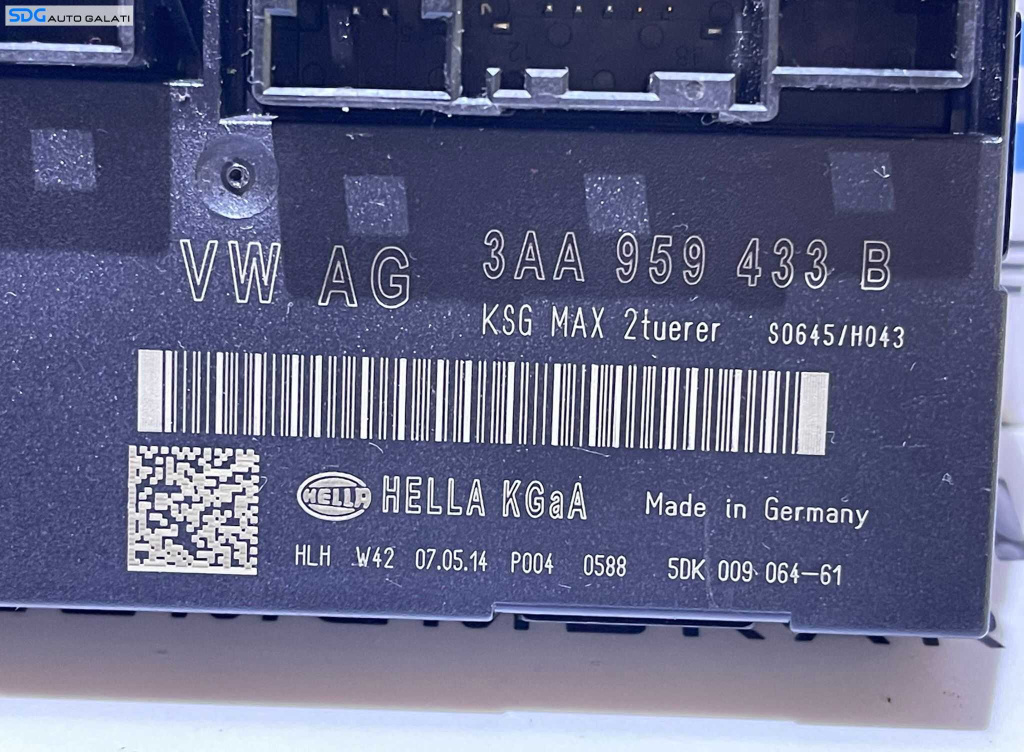 SDG AUTO GALATI
VW AG 3AA 959 433 B
KSG MAX 2tuerer S0645/H043
HELLA HELLA KGaA Made in Germany
HLH W42 07.05.14 P004 0588 5DK 009 064-61